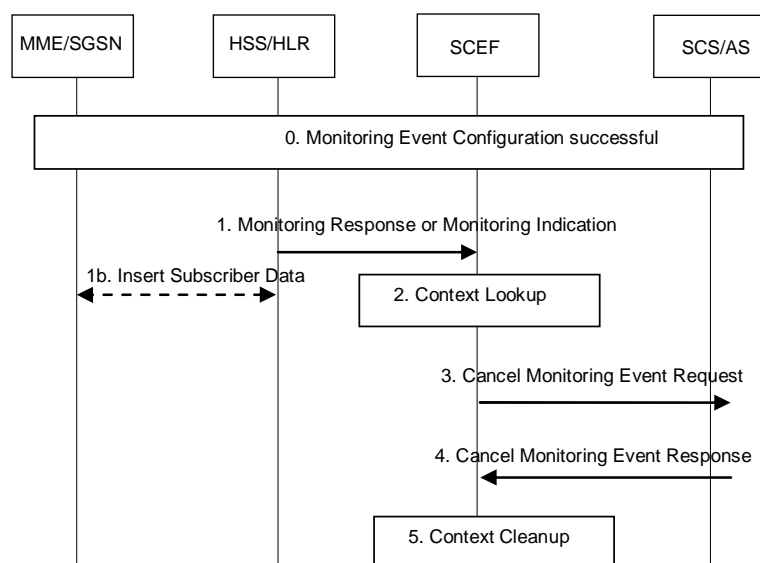 MME/SGSN
HSS/HLR
SCEF
SCS/AS
0. Monitoring Event Configuration successful
1. Monitoring Response or Monitoring Indication
1b. Insert Subscriber Data
2. Context Lookup
3. Cancel Monitoring Event Request
4. Cancel Monitoring Event Response
5. Context Cleanup